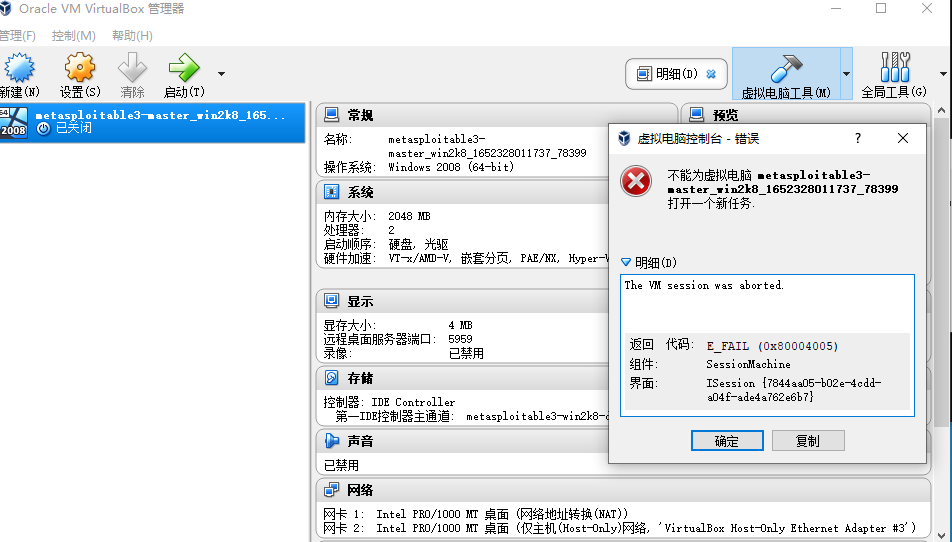 Oracle VM VirtualBox 管理器
管理(F) 控制(M) 帮助(H)
新建(N) 设置(S) 清除 启动(T) 明细(D) 虚拟电脑工具(M) 全局工具(G)
64
2008
metasploitable3-master_win2k8_165...
已关闭
常规
名称: metasploitable3-
master_win2k8_1652328011737_78399
操作系统: Windows 2008 (64-bit)
系统
内存大小: 2048 MB
处理器: 2
启动顺序: 硬盘, 光驱
硬件加速: VT-x/AMD-V, 嵌套分页, PAE/NX, Hyper-V
显示
显存大小: 4 MB
远程桌面服务器端口: 5959
录像: 已禁用
存储
控制器: IDE Controller
第一IDE控制器主通道: metasploitable3-win2k8-d
声音
已禁用
网络
网卡 1: Intel PRO/1000 MT 桌面 (网络地址转换(NAT))
网卡 2: Intel PRO/1000 MT 桌面 (仅主机(Host-Only)网络, 'VirtualBox Host-Only Ethernet Adapter #3')
预览
虚拟电脑控制台 - 错误
不能为虚拟电脑 metasploitable3-
master_win2k8_1652328011737_78399
打开一个新任务.
明细(D)
The VM session was aborted.
返回 代码: E_FAIL (0x80004005)
组件: SessionMachine
界面: ISession {7844aa05-b02e-4cdd-
a04f-ade4a762e6b7}
确定 复制